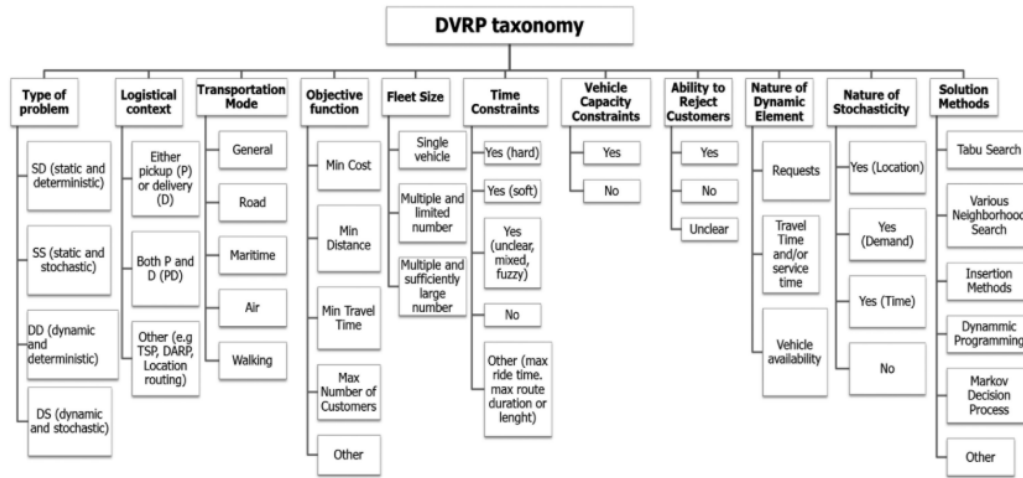 DVRP taxonomy
Type of
problem
SD (static and
deterministic)
SS (static and
stochastic)
DD (dynamic
and
deterministic)
DS (dynamic
and stochastic)
Logistical
context
Either
pickup (P)
or delivery
(D)
Both P and
D (PD)
Other (e.g
TSP, DARP,
Location
routing)
Transportation
Mode
General
Road
Maritime
Air
Walking
Objective
function
Min Cost
Min
Distance
Min Travel
Time
Max
Number of
Customers
Other
Fleet Size
Single
vehicle
Multiple and
limited
number
Multiple and
sufficiently
large
number
Time
Constraints
Yes (hard)
Yes (soft)
Yes
(unclear,
mixed,
fuzzy)
No
Other (max
ride time.
max route
duration or
lenght)
Vehicle
Capacity
Constraints
Yes
No
Ability to
Reject
Customers
Yes
No
Unclear
Nature of
Dynamic
Element
Requests
Travel
Time
and/or
service
time
Vehicle
availability
Nature of
Stochasticity
Yes (Location)
Yes
(Demand)
Yes (Time)
No
Solution
Methods
Tabu Search
Various
Neighborhood
Search
Insertion
Methods
Dynammic
Programming
Markov
Decision
Process
Other